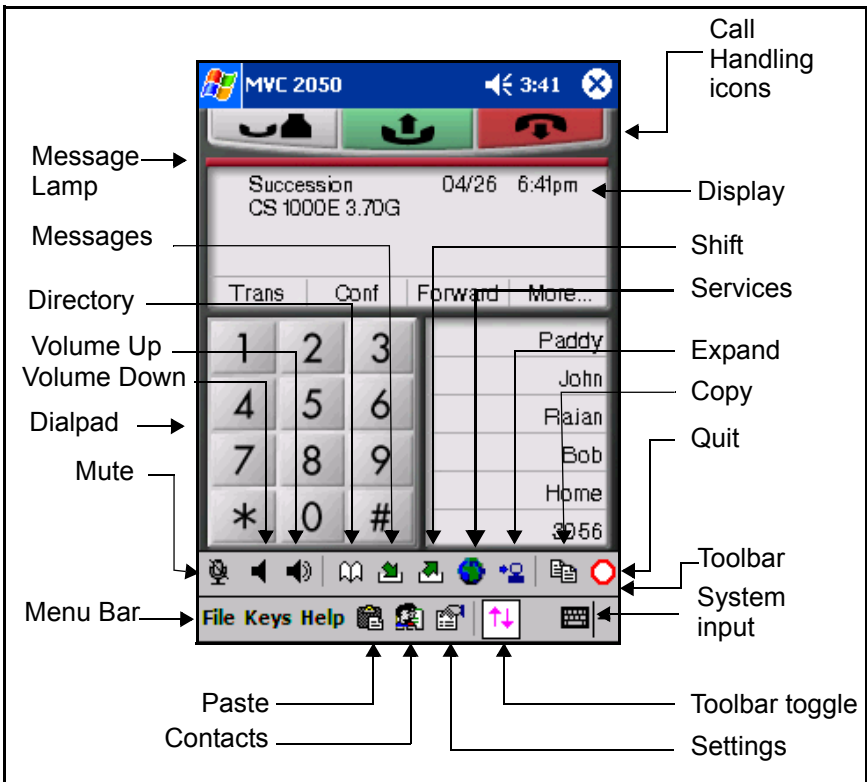 Call
Handling
icons
MVC 2050
3:41
Message
Lamp
Succession 04/26 6:41pm
CS 1000E 3.70G
Display
Messages
Shift
Trans Conf Forward More...
Services
Directory
Volume Up
Volume Down
Dialpad
Mute
1 2 3
4 5 6
7 8 9
* 0 #
Paddy
John
Rajan
Bob
Home
3956
Expand
Copy
Quit
Toolbar
Menu Bar
File Keys Help
System
input
Paste
Contacts
Toolbar toggle
Settings